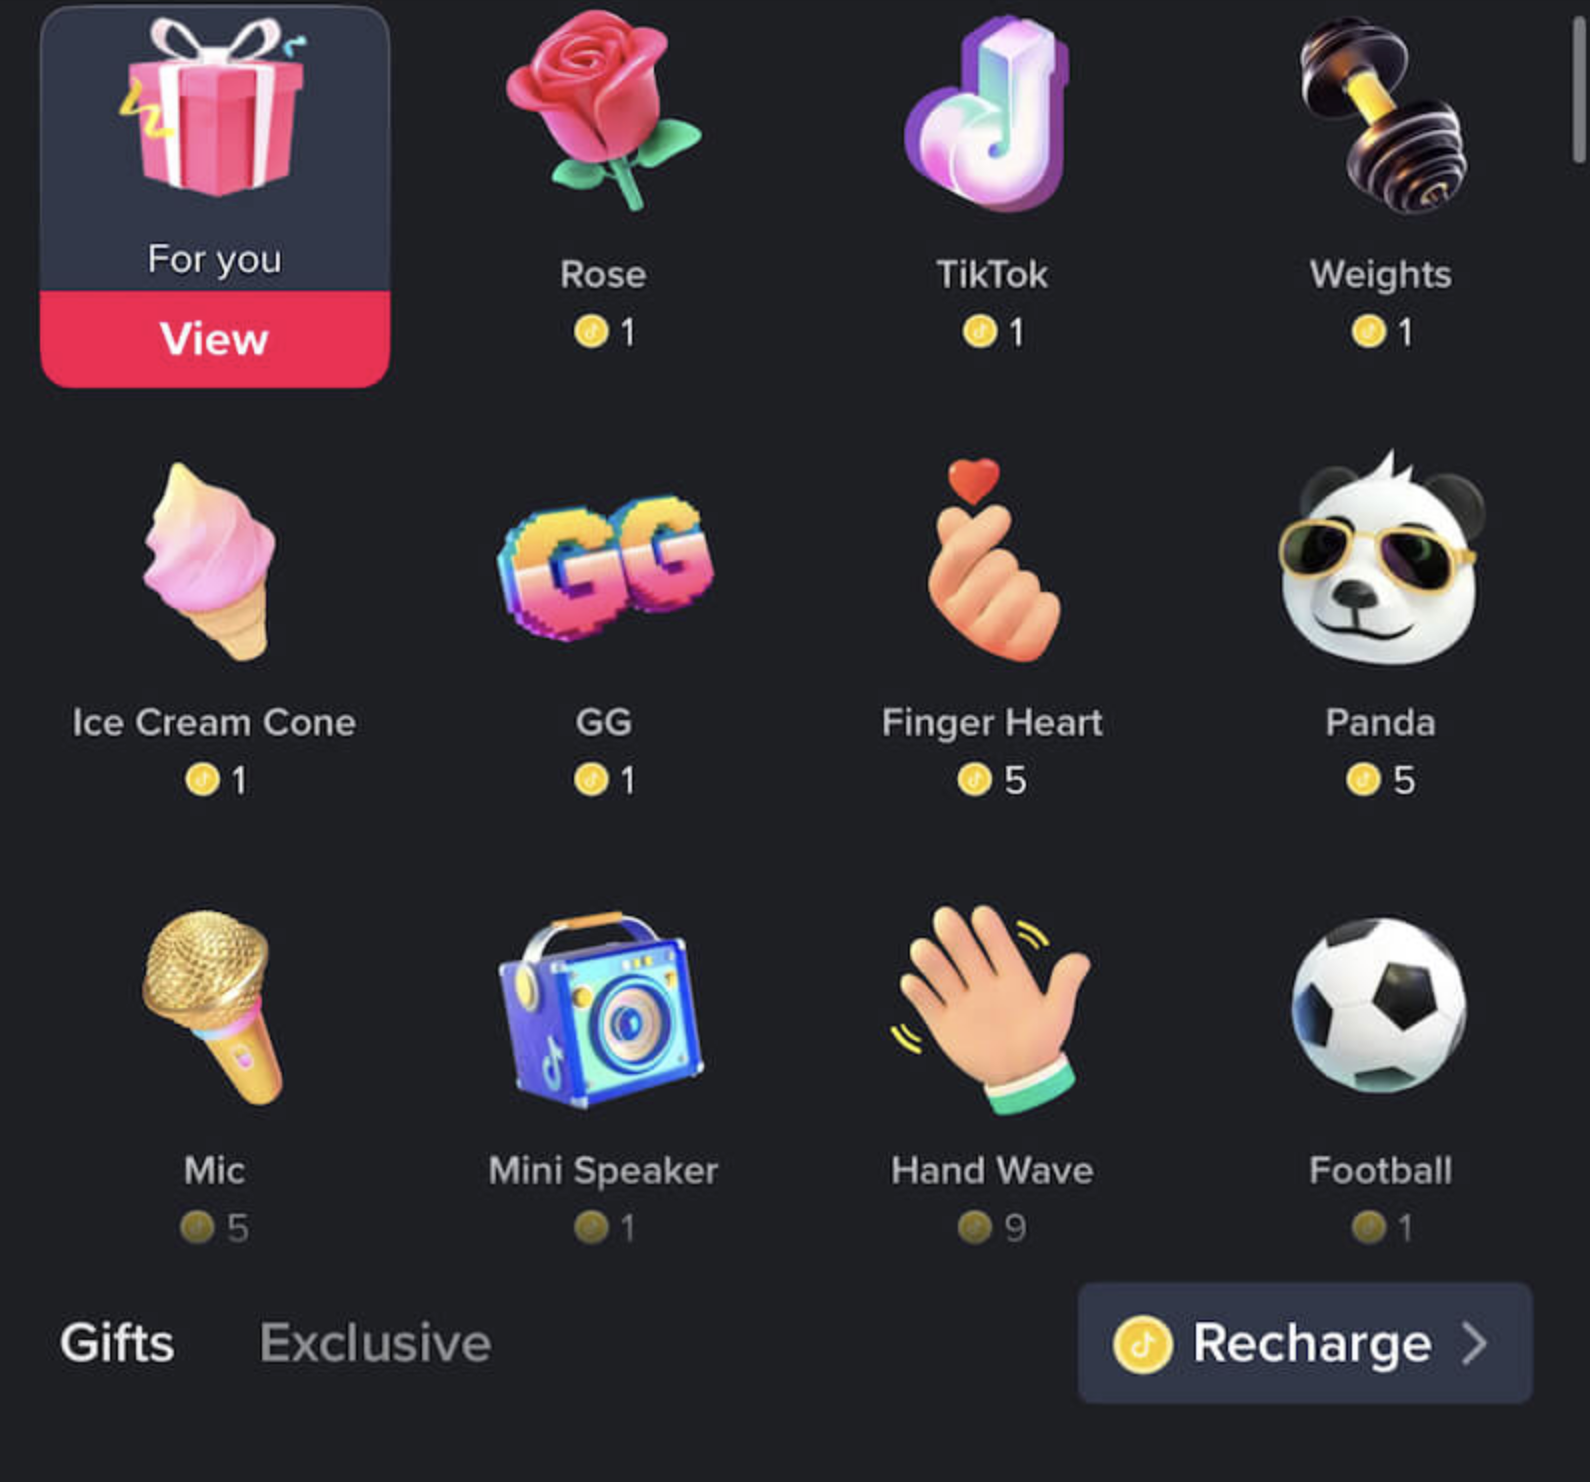 For you
View
Rose
1
TikTok
1
Weights
1
Ice Cream Cone
1
GG
GG
1
Finger Heart
5
Panda
5
Mic
5
Mini Speaker
1
Hand Wave
9
Football
1
Gifts
Exclusive
Recharge >